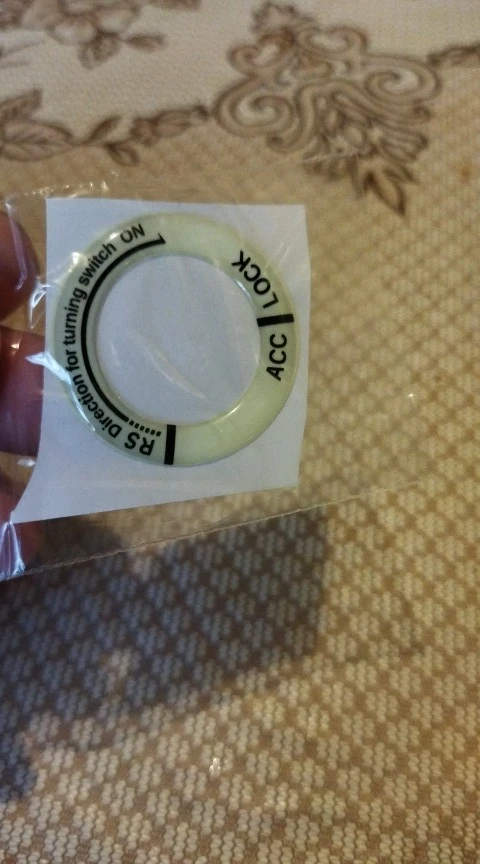 LOCK
ACC
RS Direction for turning switch ON